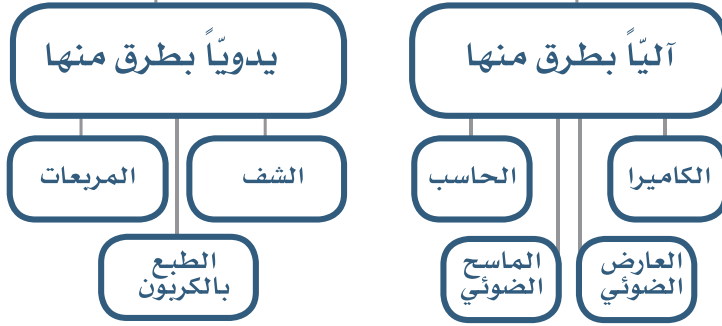 آليّاً بطرق منها
يدويّاً بطرق منها
الكاميرا
الحاسب
الشف
المربعات
العارض
الضوئي
الماسح
الضوئي
الطبع
بالكربون